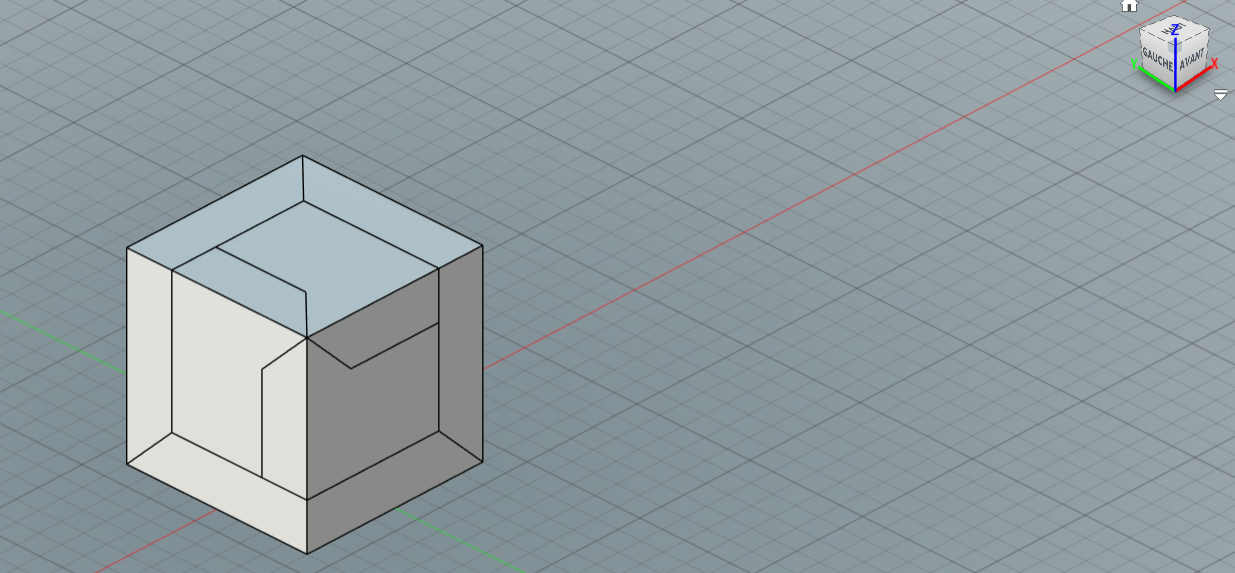 Z
GAUCHE AVANT
Y X